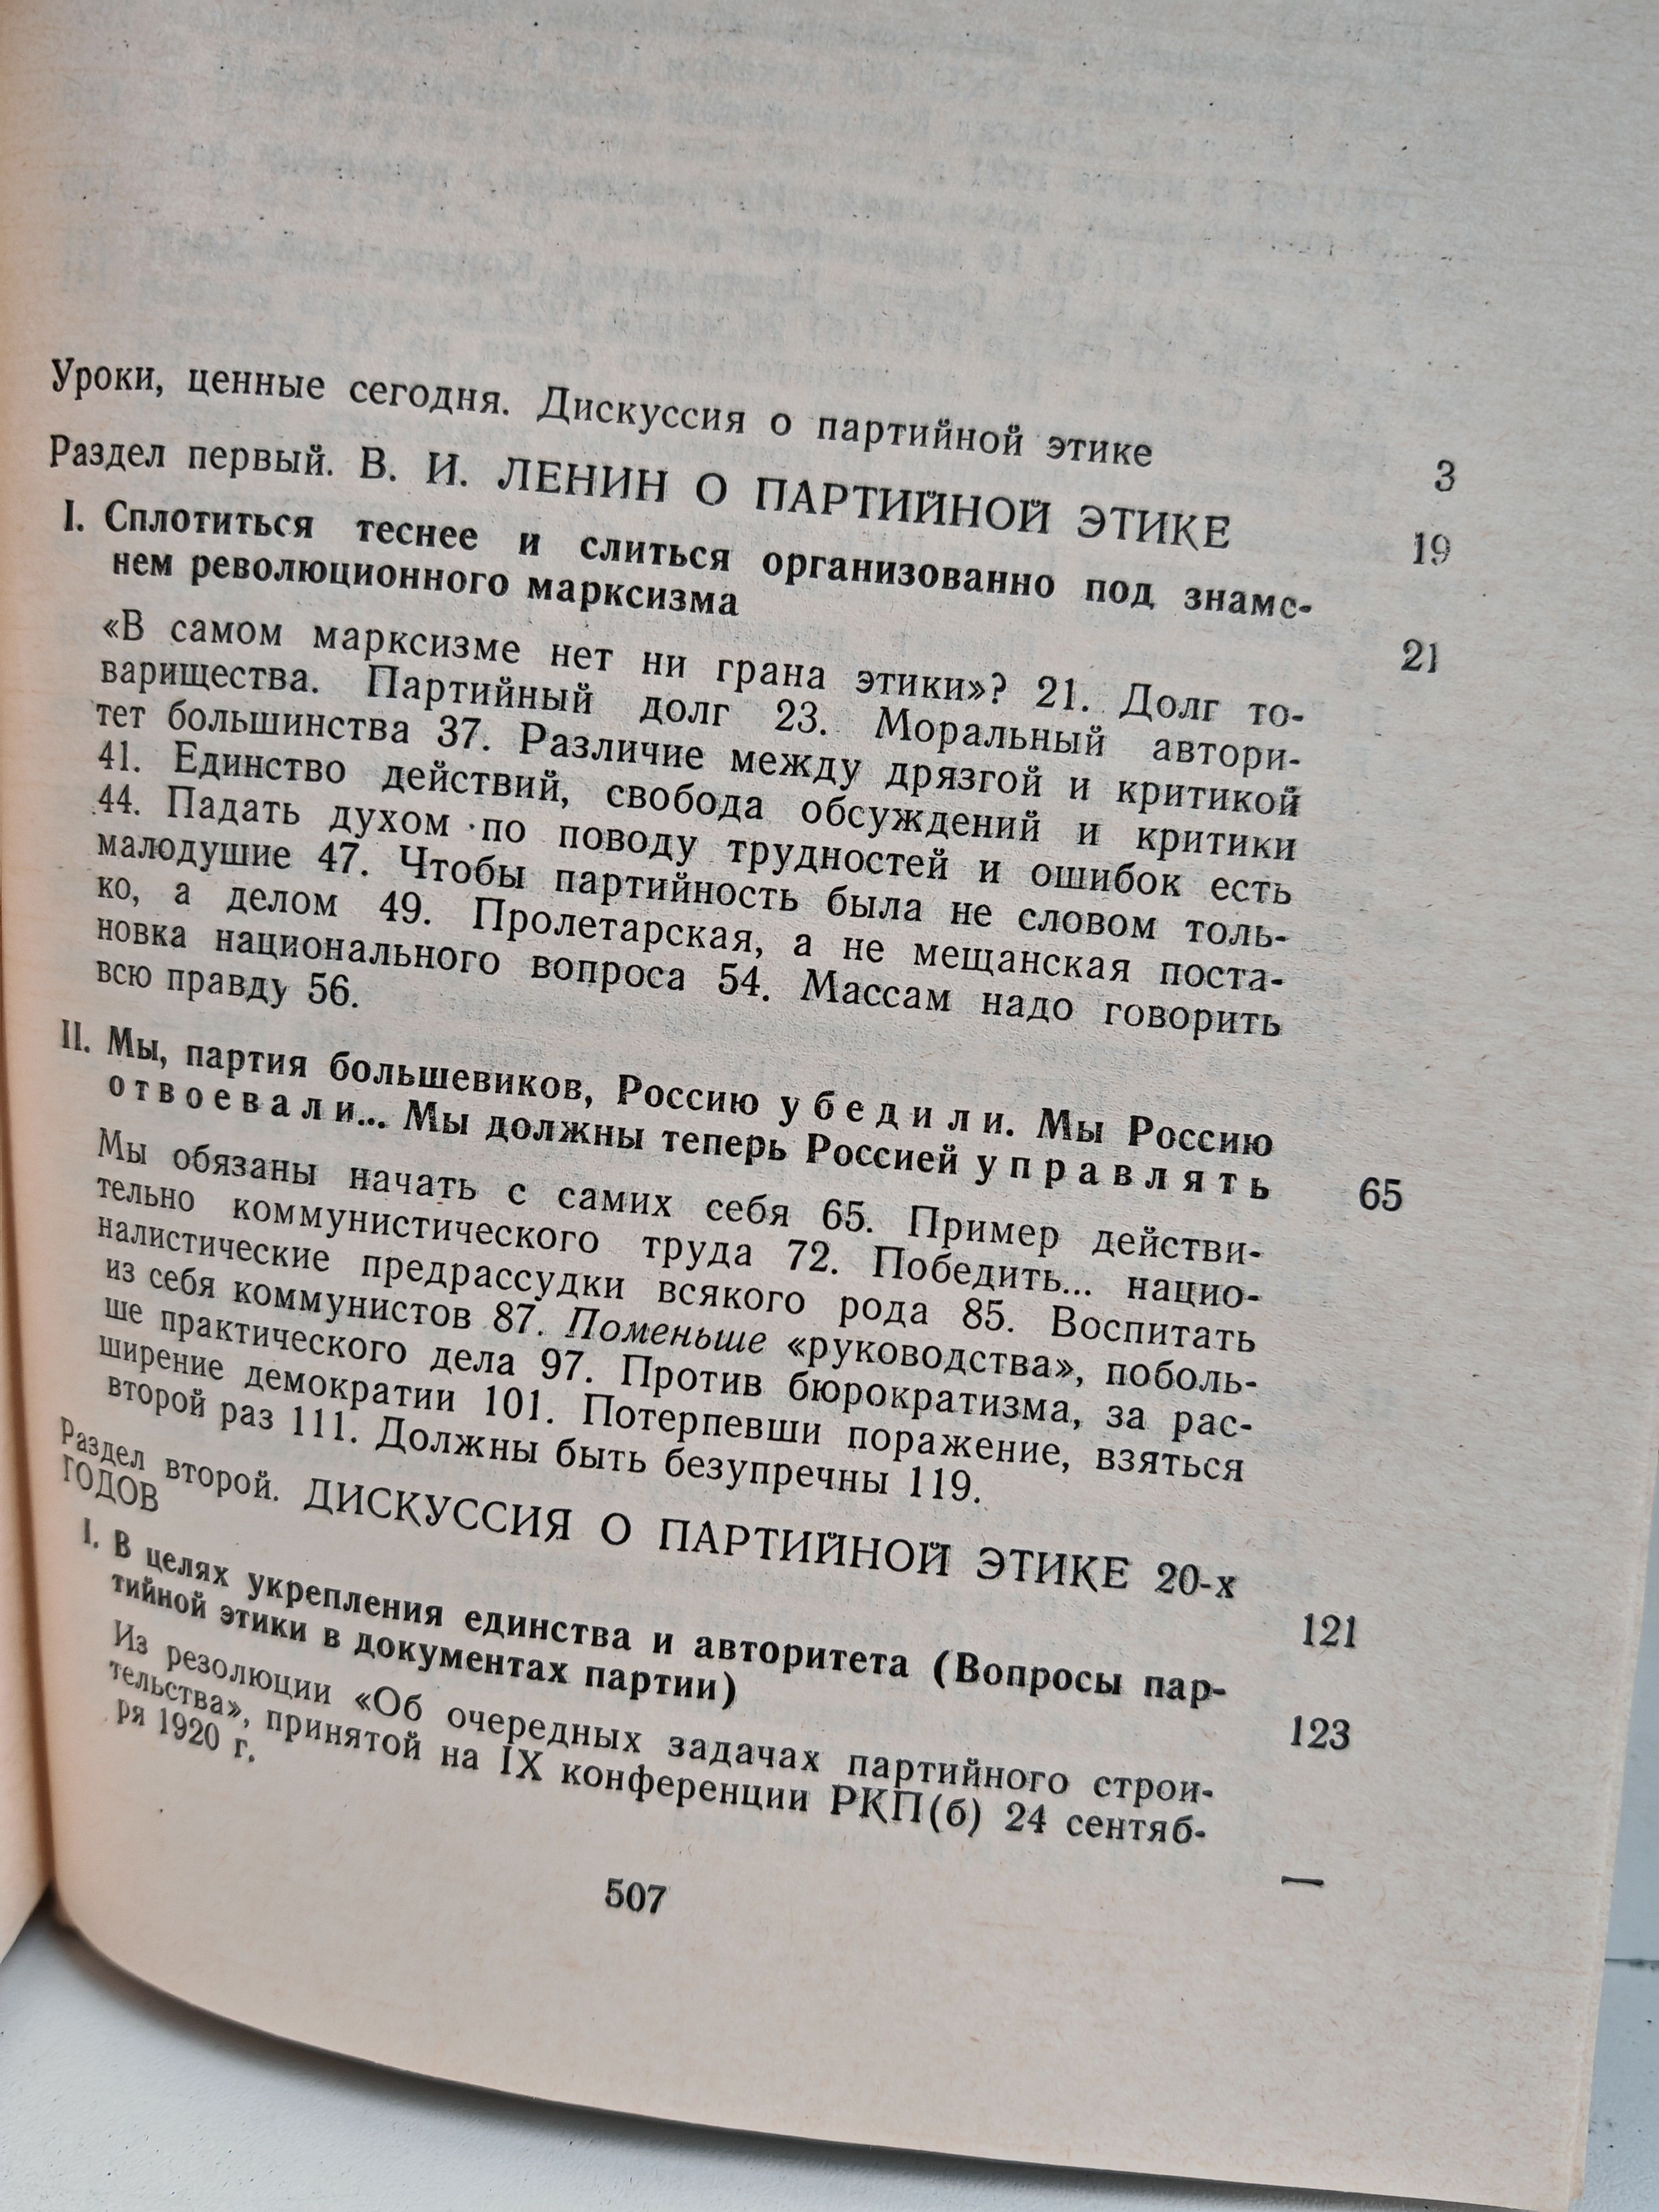 Уроки, ценные сегодня. Дискуссия о партийной этике 3
Раздел первый. В. И. ЛЕНИН О ПАРТИЙНОЙ ЭТИКЕ 19
I. Сплотиться теснее и слиться организованно под знаме-
нем революционного марксизма 21
«В самом марксизме нет ни грана этики»? 21. Долг то-
варищества. Партийный долг 23. Моральный автори-
тет большинства 37. Различие между дрязгой и критикой
41. Единство действий, свобода обсуждений и критики
44. Падать духом по поводу трудностей и ошибок есть
малодушие 47. Чтобы партийность была не словом толь-
ко, а делом 49. Пролетарская, а не мещанская поста-
новка национального вопроса 54. Массам надо говорить
всю правду 56.
II. Мы, партия большевиков, Россию убедили. Мы Россию
отвоевали... Мы должны теперь Россией управлять 65
Мы обязаны начать с самих себя 65. Пример действи-
тельно коммунистического труда 72. Победить... нацио-
налистические предрассудки всякого рода 85. Воспитать
из себя коммунистов 87. Поменьше «руководства», поболь-
ше практического дела 97. Против бюрократизма, за рас-
ширение демократии 101. Потерпевши поражение, взяться
второй раз 111. Должны быть безупречны 119.
Раздел второй. ДИСКУССИЯ О ПАРТИЙНОЙ ЭТИКЕ 20-х
ГОДОВ 121
I. В целях укрепления единства и авторитета (Вопросы пар-
тийной этики в документах партии) 123
Из резолюции «Об очередных задачах партийного строи-
тельства», принятой на IX конференции РКП(б) 24 сентяб-
ря 1920 г. —
507